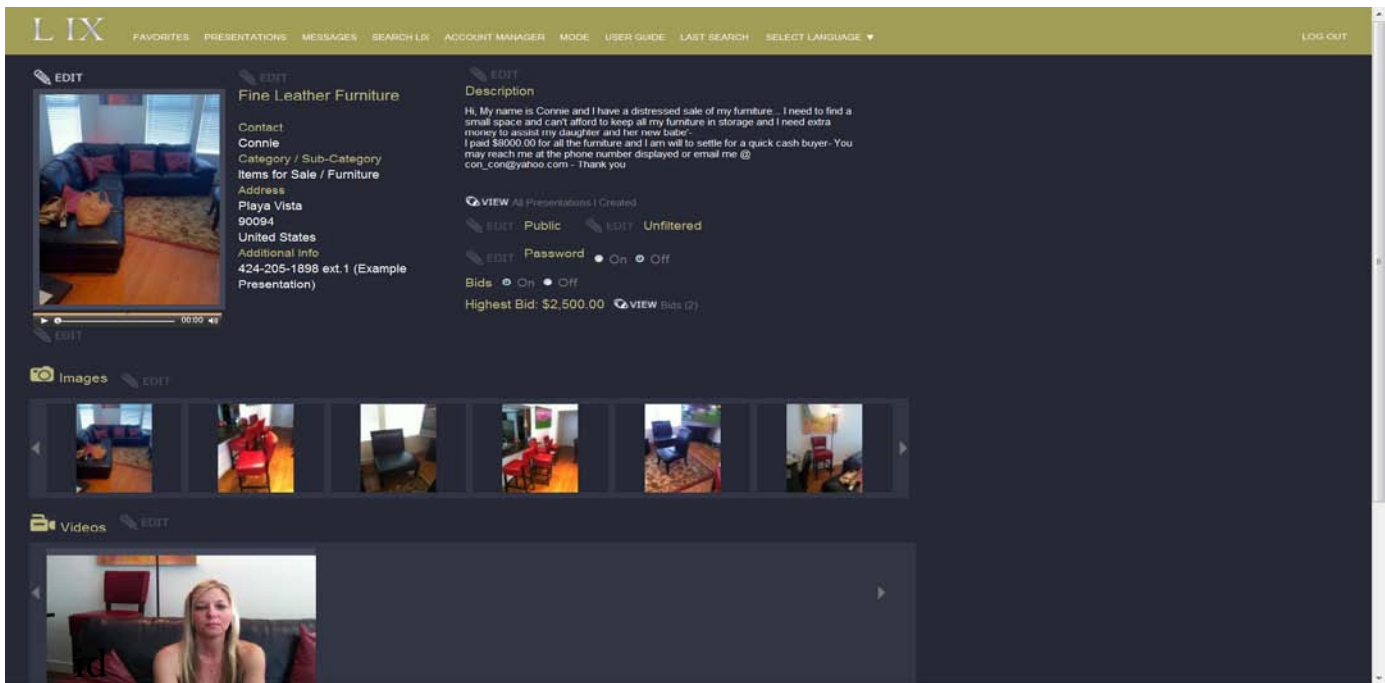 L IX
FAVORITES PRESENTATIONS MESSAGES SEARCH LIX ACCOUNT MANAGER MODE USER GUIDE LAST SEARCH SELECT LANGUAGE ▼ LOG OUT
EDIT
EDIT
Fine Leather Furniture
Contact
Connie
Category / Sub-Category
Items for Sale / Furniture
Address
Playa Vista
90094
United States
Additional Info
424-205-1898 ext.1 (Example
Presentation)
00:00
EDIT
EDIT
Description
Hi, My name is Connie and I have a distressed sale of my furniture... I need to find a
small space and can't afford to keep all my furniture in storage and I need extra
money to assist my daughter and her new babe'-
I paid $8000.00 for all the furniture and I am will to settle for a quick cash buyer- You
may reach me at the phone number displayed or email me @
con_con@yahoo.com - Thank you
VIEW All Presentations I Created
EDIT Public EDIT Unfiltered
EDIT Password On Off
Bids On Off
Highest Bid: $2,500.00 VIEW Bids (2)
Images EDIT
Videos EDIT
id